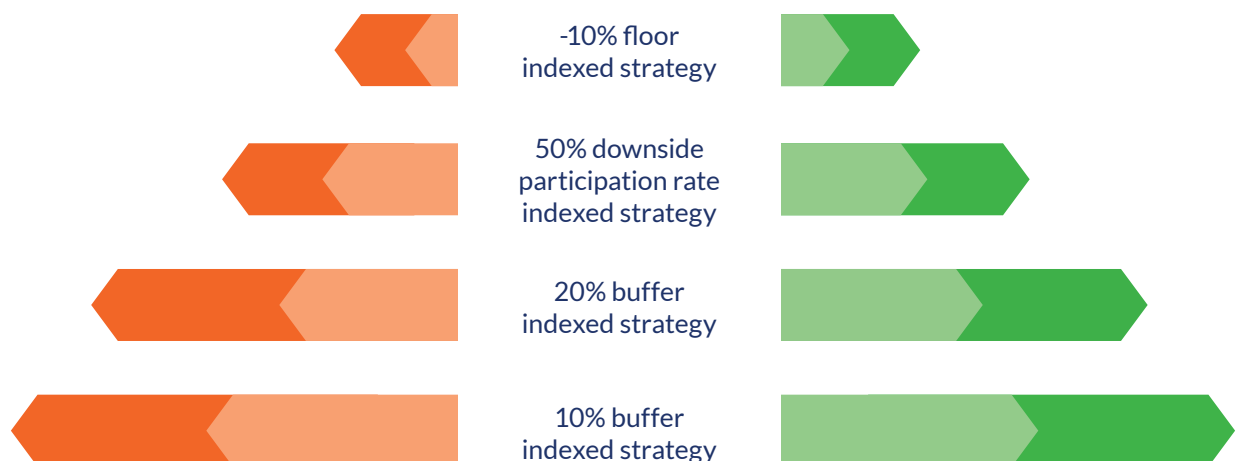 -10% floor
indexed strategy
50% downside
participation rate
indexed strategy
20% buffer
indexed strategy
10% buffer
indexed strategy